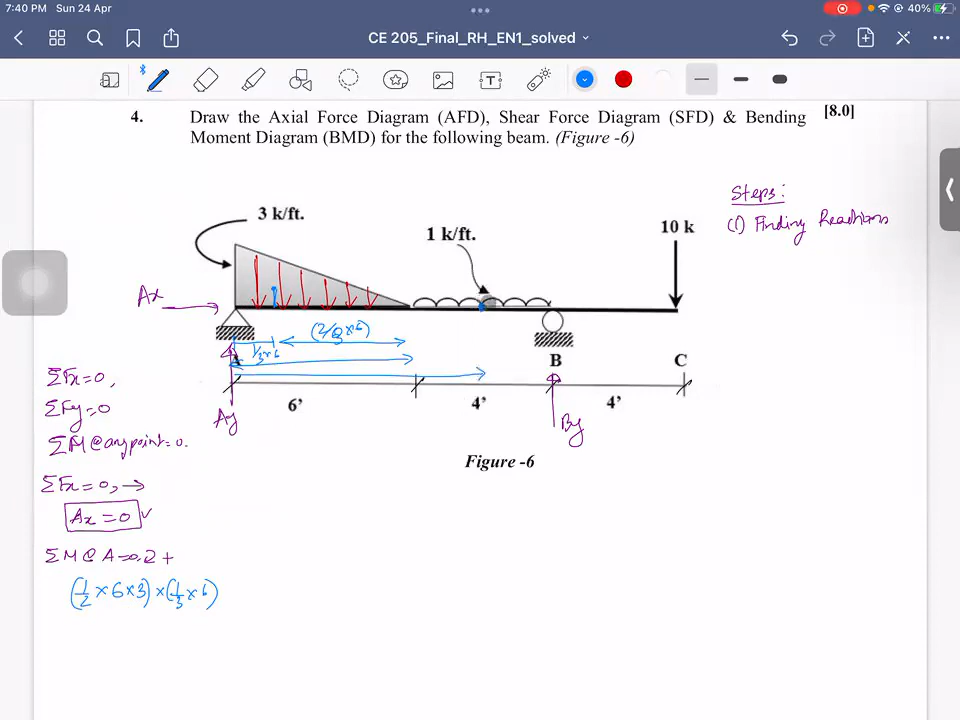 7:40 PM Sun 24 Apr
40%
CE 205_Final_RH_EN1_solved
4. Draw the Axial Force Diagram (AFD), Shear Force Diagram (SFD) & Bending [8.0]
Moment Diagram (BMD) for the following beam. (Figure -6)
Steps:
(1) Finding Reactions
3 k/ft.
1 k/ft.
10 k
Ax
(2/3×6)
1/3×6
A
B
C
6'
4'
4'
Ay
By
Figure -6
ΣFx=0,
ΣFy=0
ΣM@any point=0.
ΣFx=0, →
Ax=0
ΣM@A=0.↻+
(1/2×6×3)×(1/3×6)